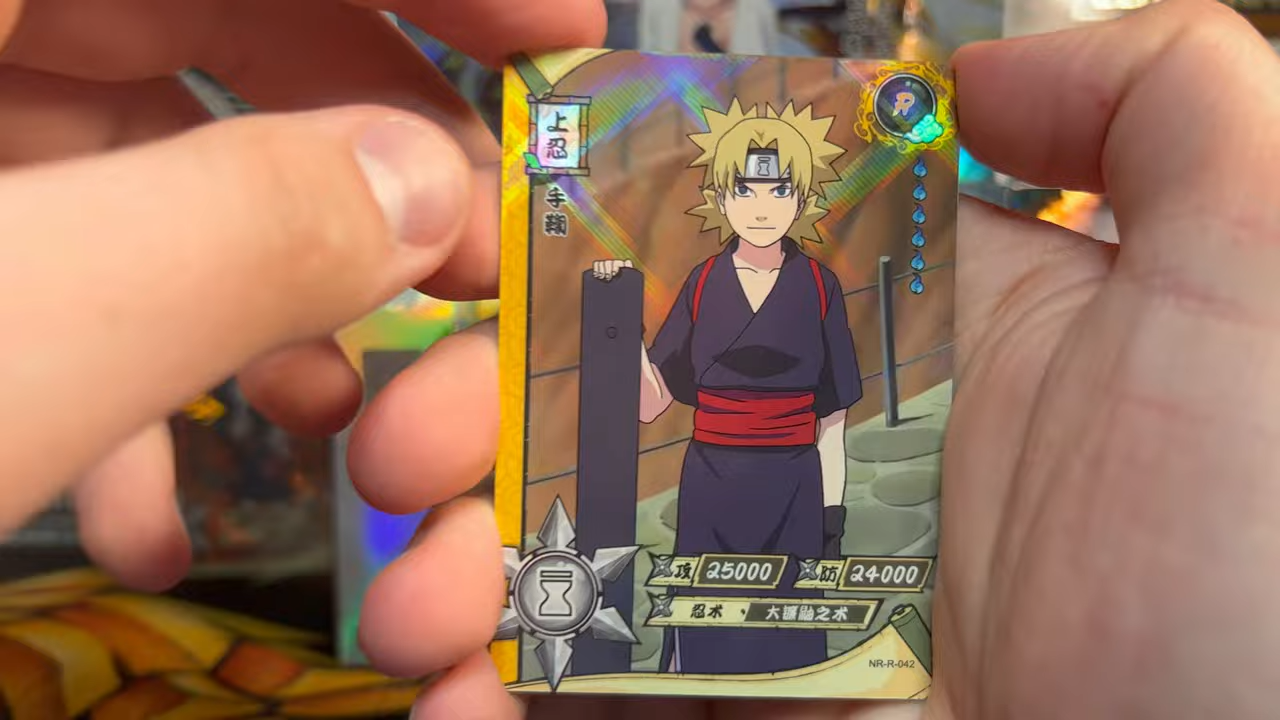 上忍
R
手鞠
攻 25000 防 24000
忍术 · 大镰鼬之术
NR-R-042